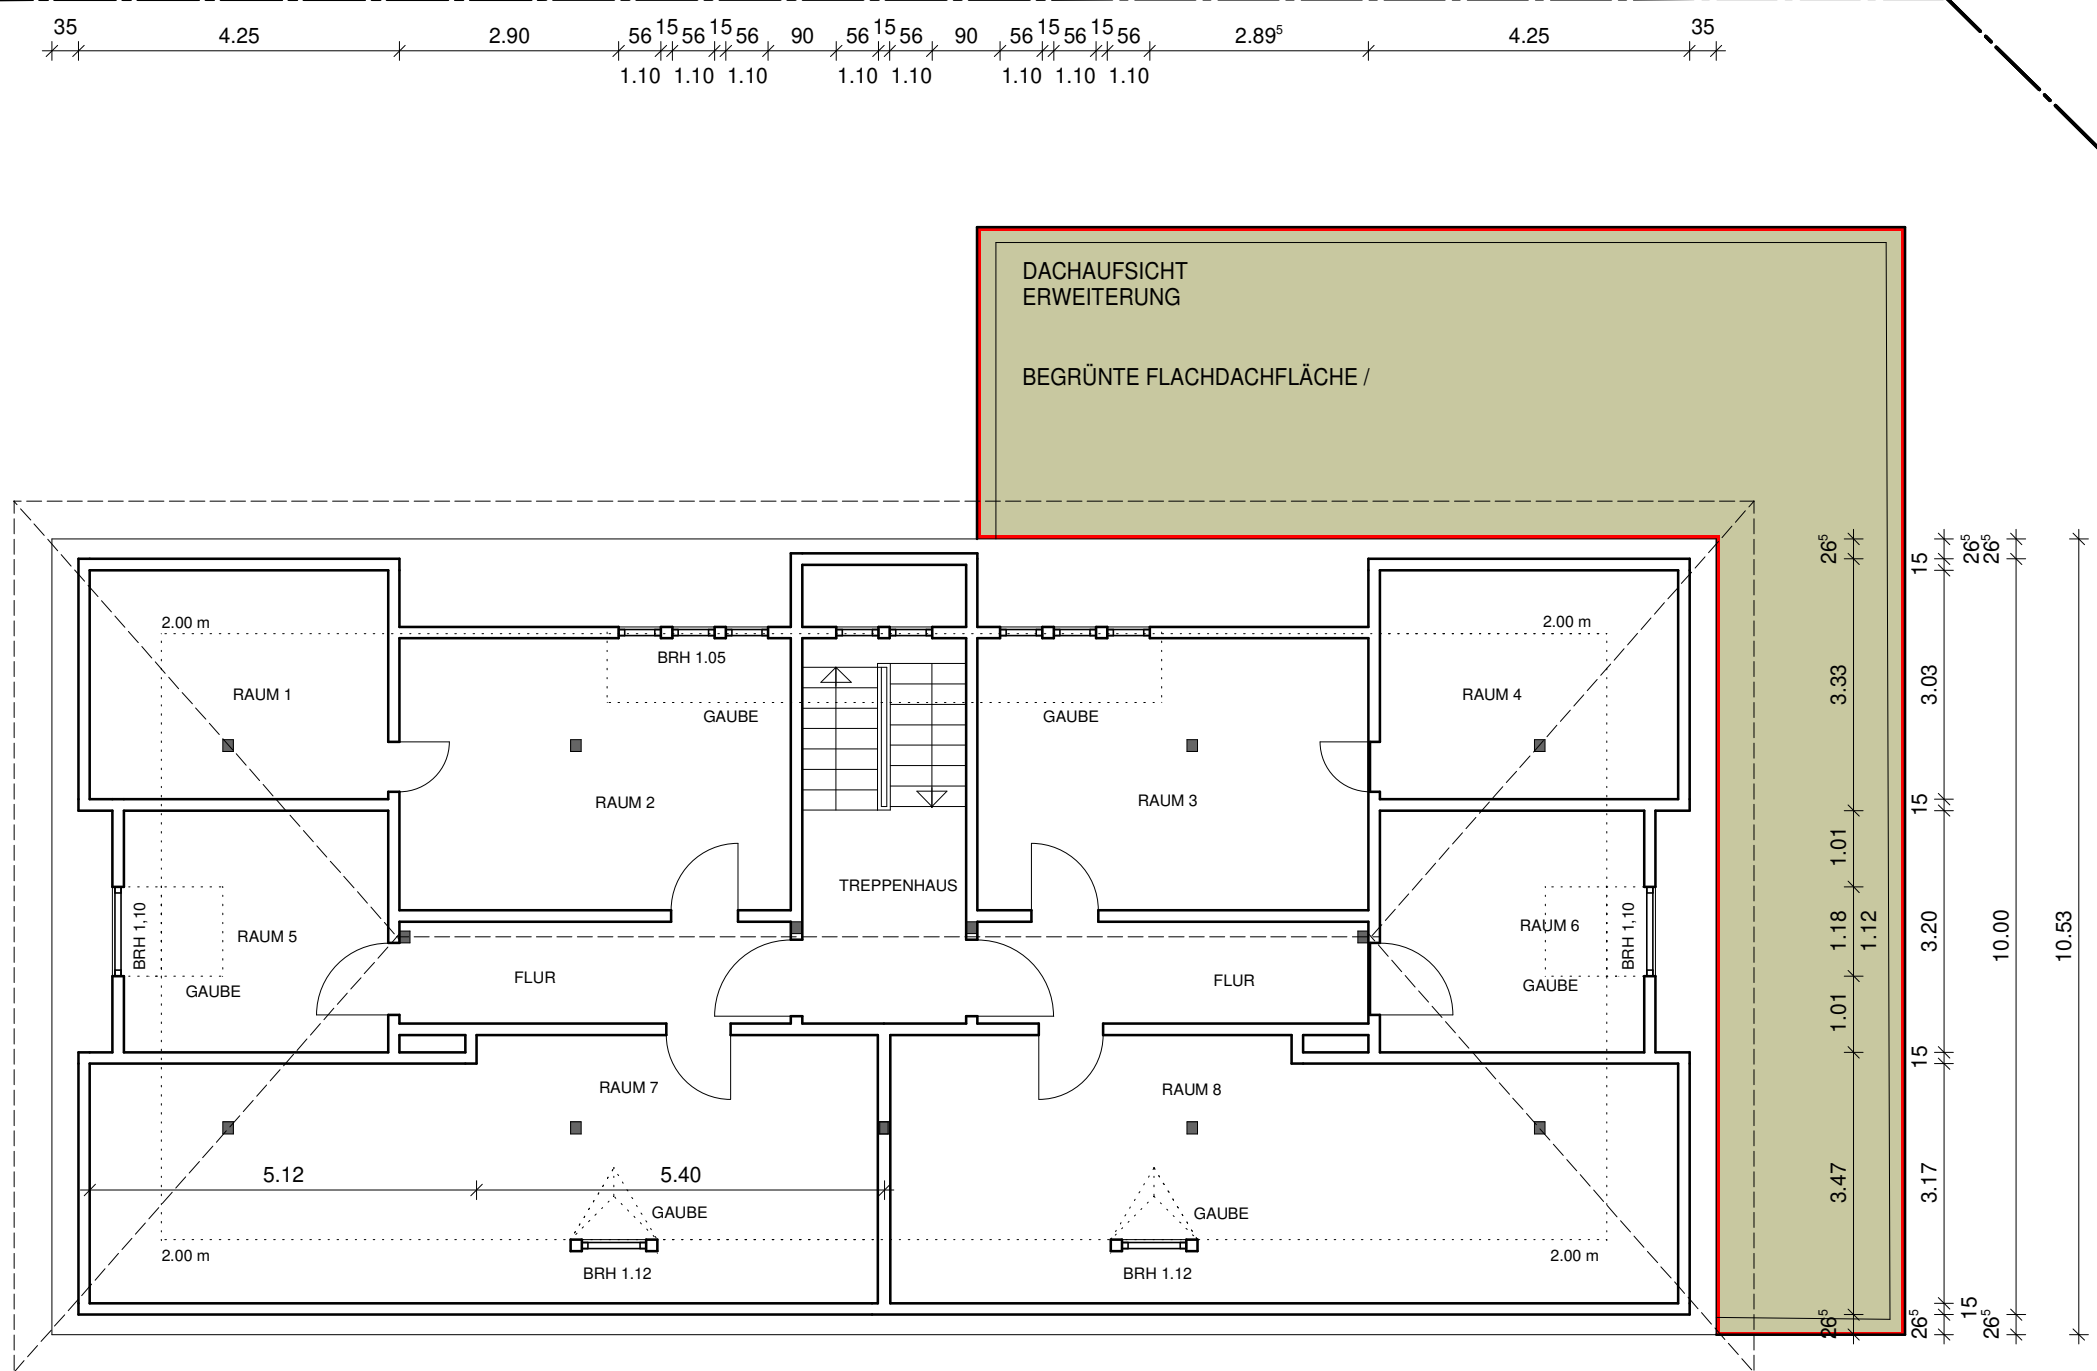 35 4.25 2.90 56 15 56 15 56 90 56 15 56 90 56 15 56 15 56 2.89⁵ 4.25 35
1.10 1.10 1.10 1.10 1.10 1.10 1.10 1.10
DACHAUFSICHT
ERWEITERUNG
BEGRÜNTE FLACHDACHFLÄCHE /
2.00 m
2.00 m
BRH 1.05
RAUM 1
RAUM 4
GAUBE
GAUBE
RAUM 2
RAUM 3
TREPPENHAUS
BRH 1,10
RAUM 5
GAUBE
FLUR
FLUR
RAUM 6
BRH 1,10
GAUBE
RAUM 7
RAUM 8
5.12
5.40
GAUBE
GAUBE
2.00 m
2.00 m
BRH 1.12
BRH 1.12
26⁵ 3.33 1.01 1.18 1.01 3.47 26⁵
1.12
15 3.03 15 3.20 15 3.17 26⁵
26⁵ 15
26⁵ 10.00 26⁵
10.53